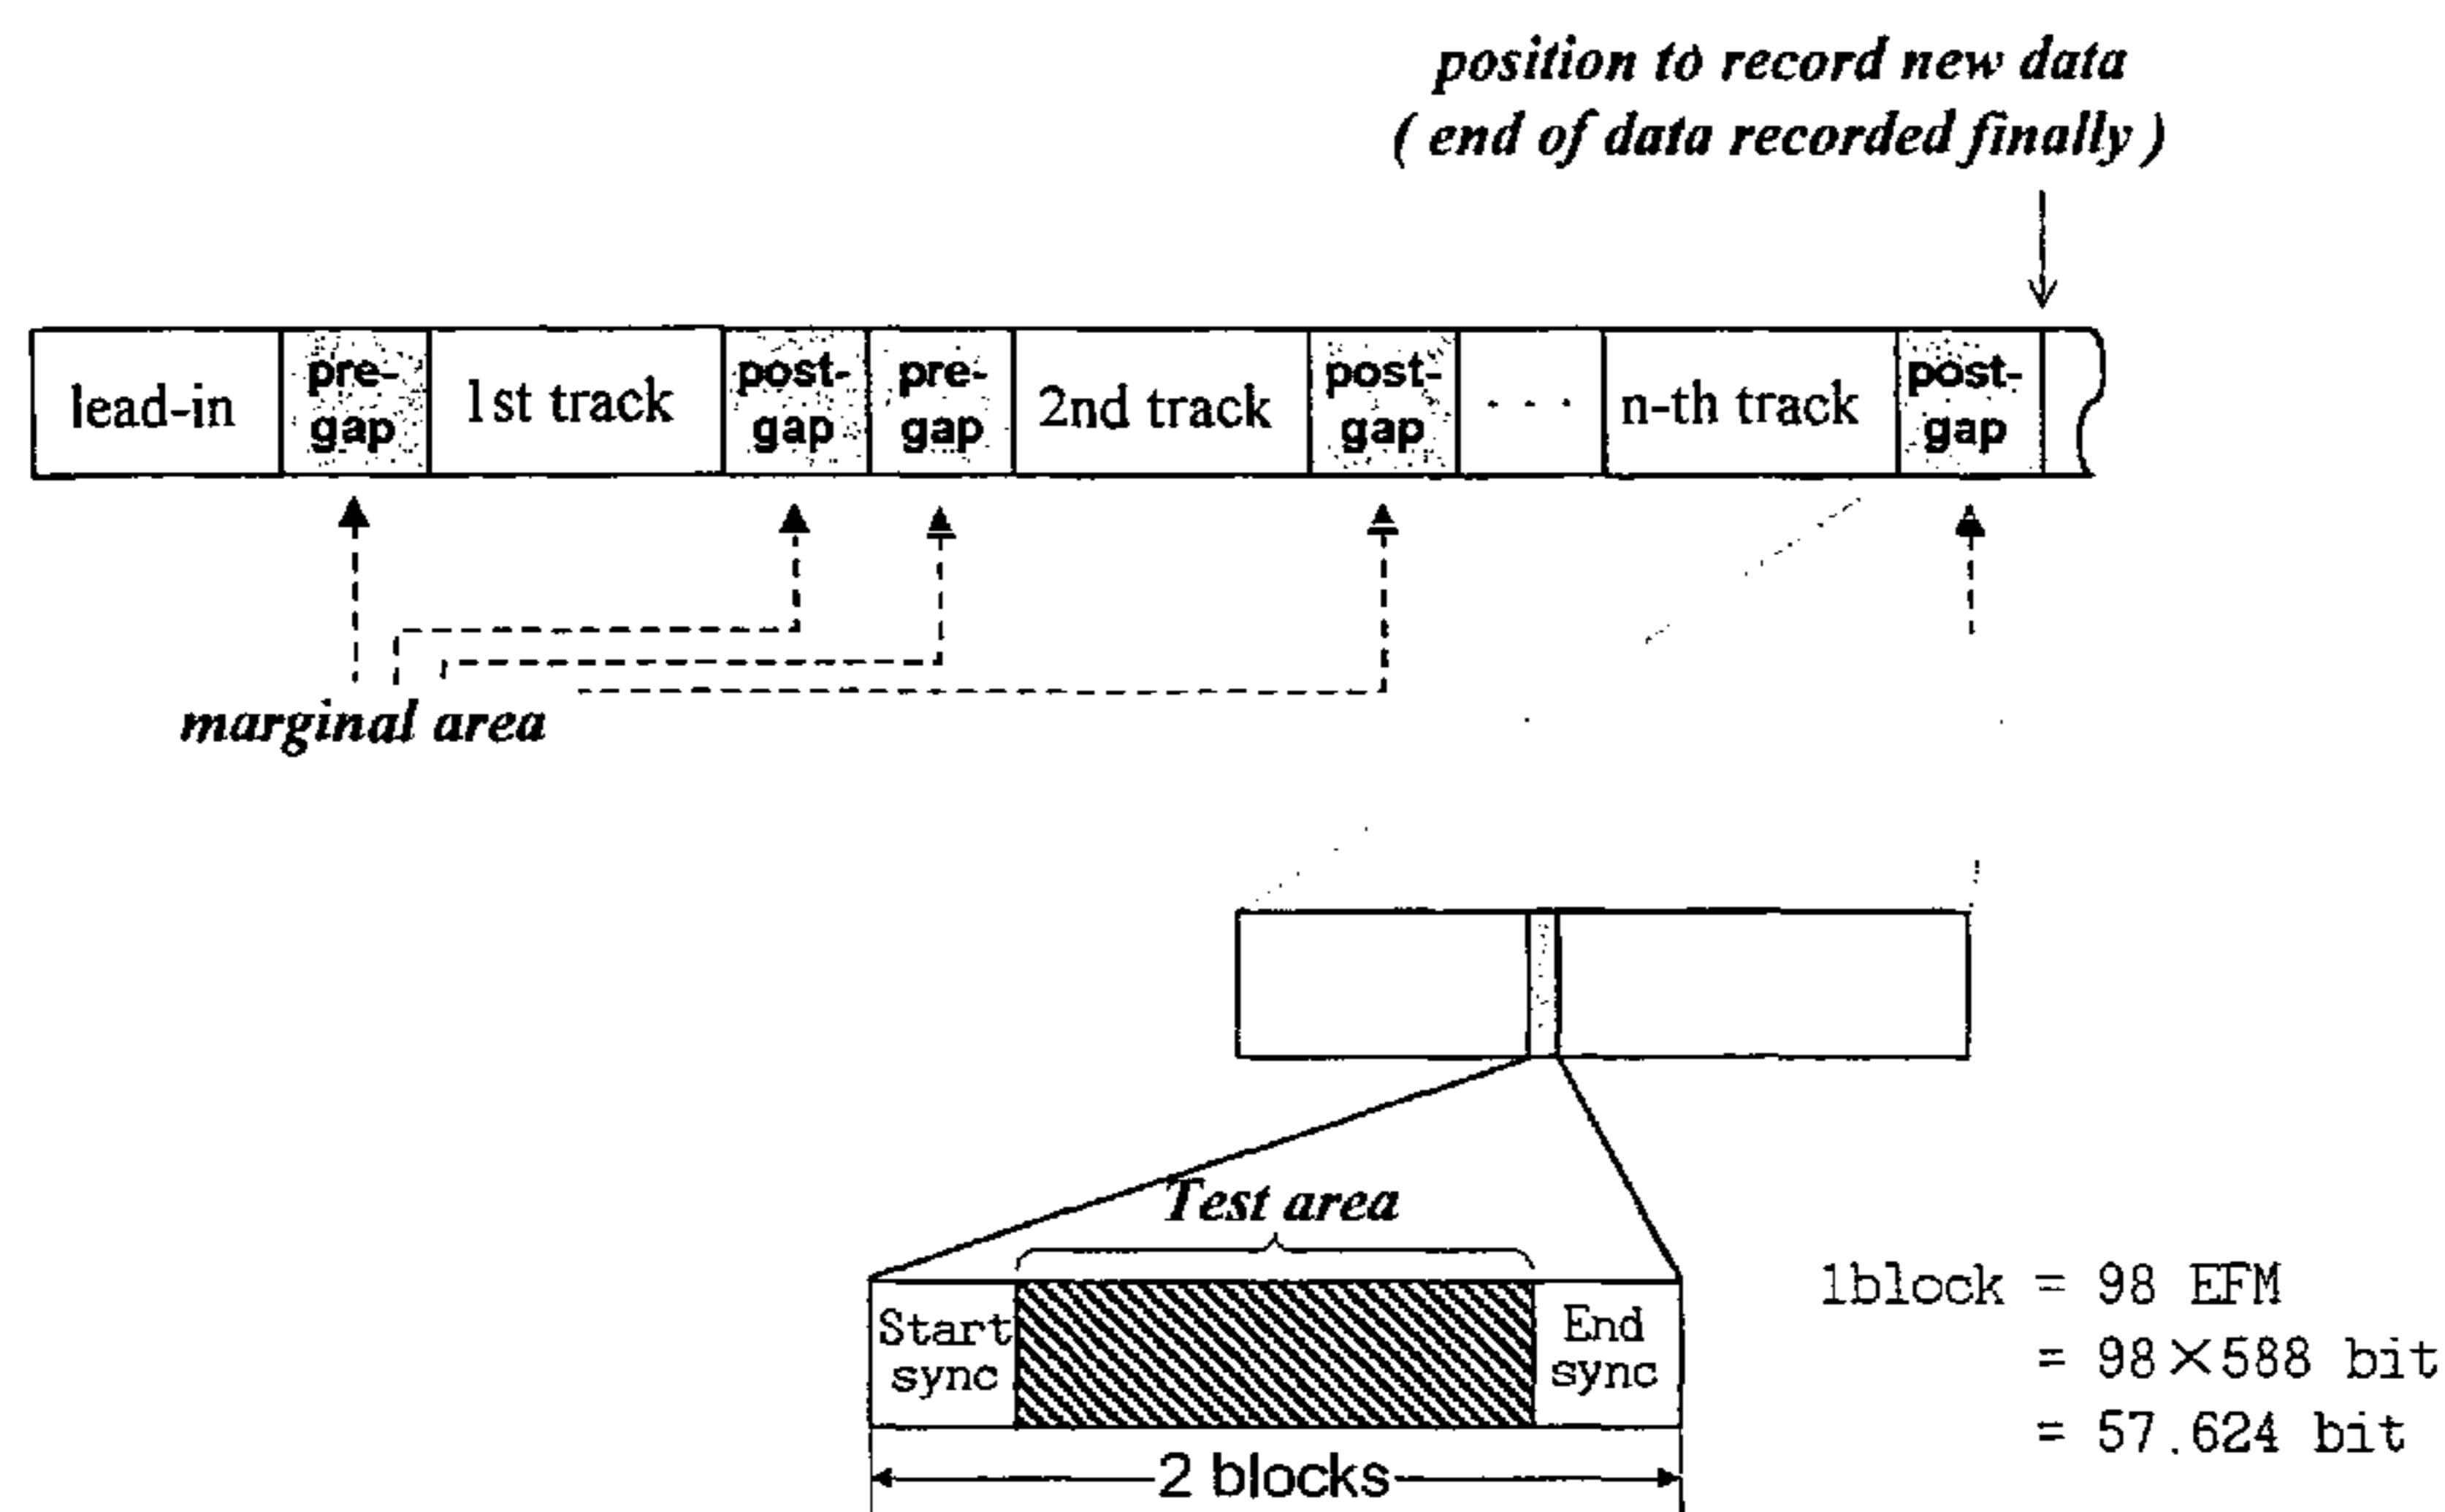 position to record new data
( end of data recorded finally )
lead-in
pre-
gap
1st track
post-
gap
pre-
gap
2nd track
post-
gap
. . .
n-th track
post-
gap
marginal area
Test area
Start
sync
End
sync
2 blocks
1block = 98 EFM
= 98×588 bit
= 57.624 bit